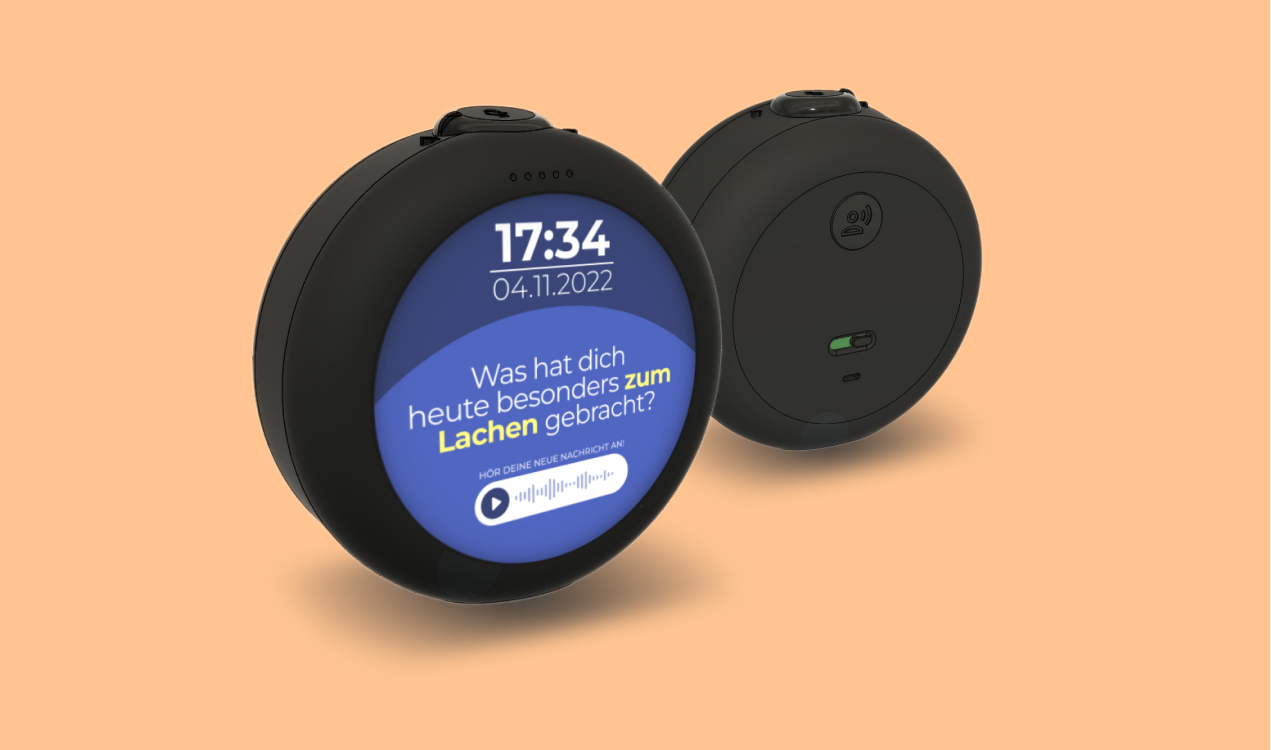 17:34
04.11.2022
Was hat dich
heute besonders zum
Lachen gebracht?
HÖR DEINE NEUE NACHRICHT AN!